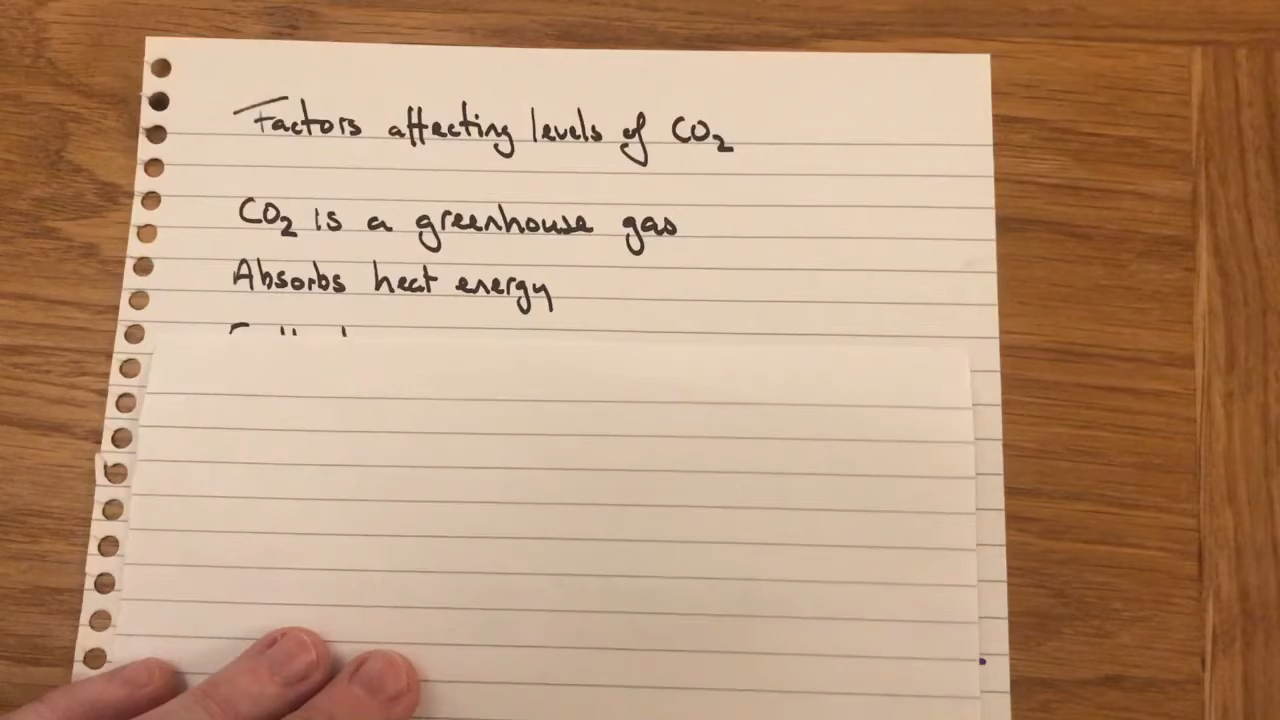 Factors affecting levels of CO₂
CO₂ is a greenhouse gas
Absorbs heat energy